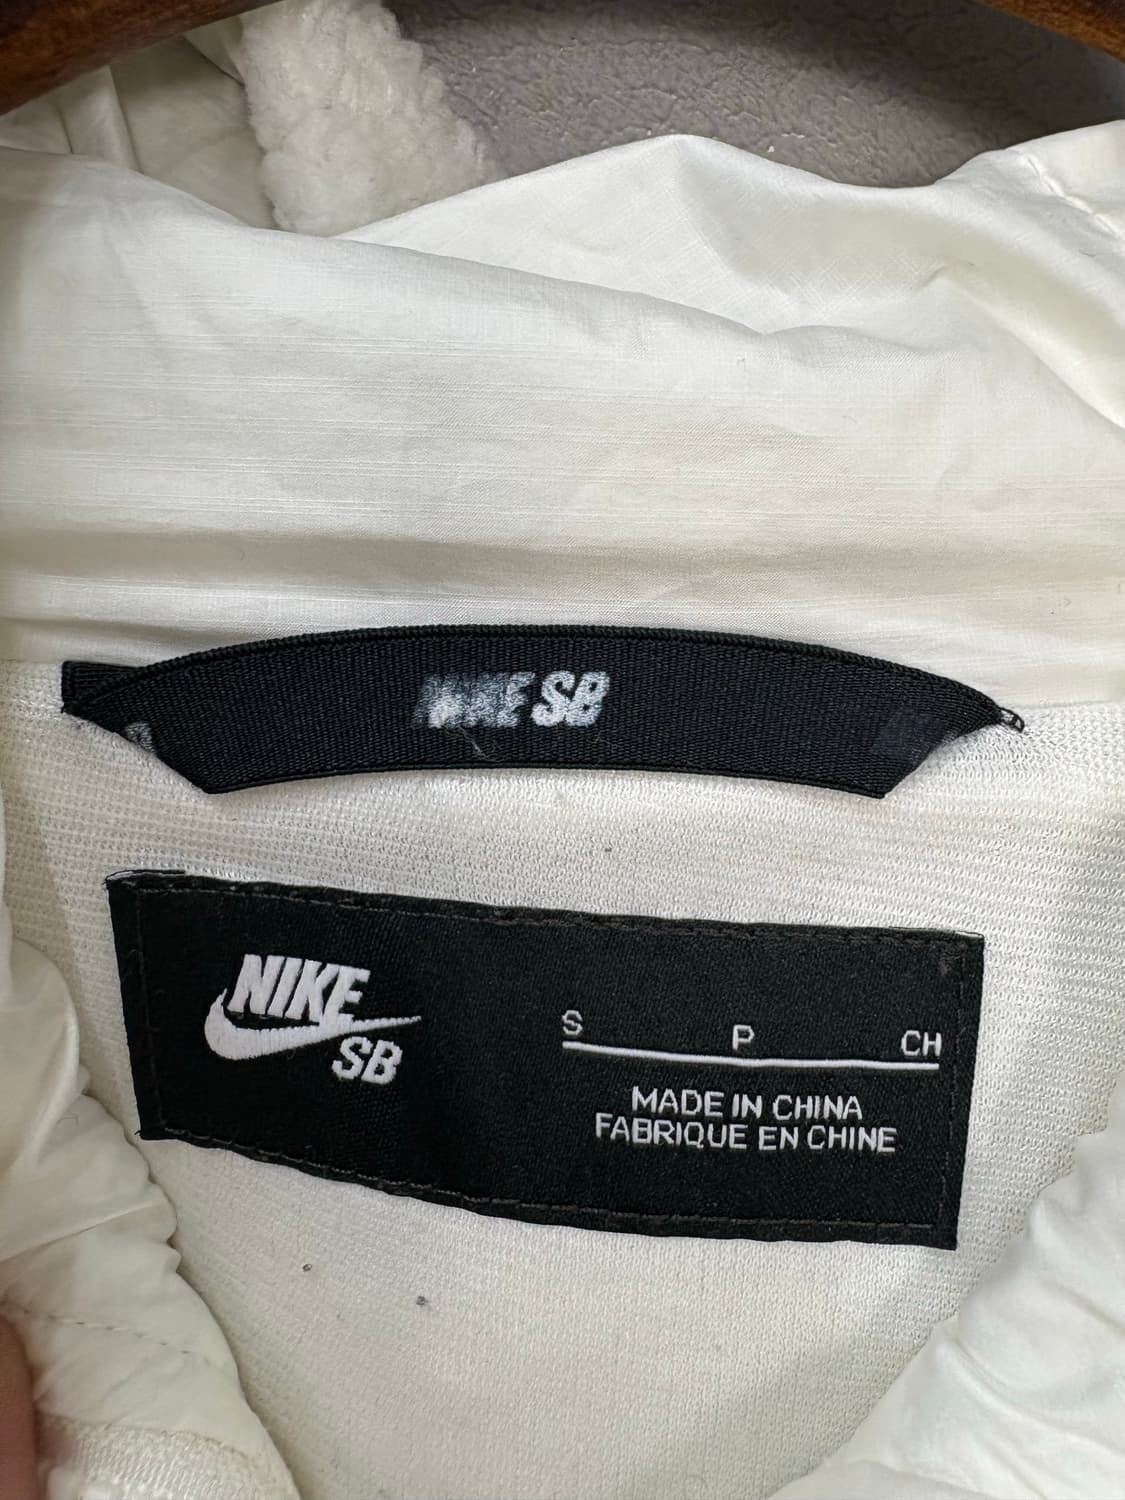 NIKE SB
NIKE
SB
S P CH
MADE IN CHINA
FABRIQUE EN CHINE